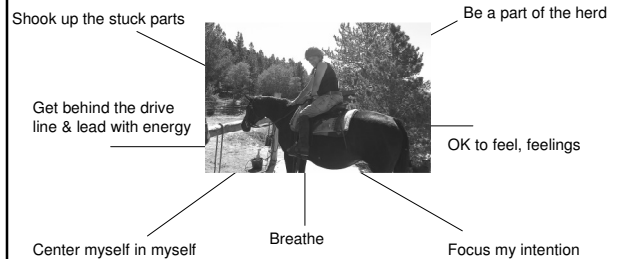 Shook up the stuck parts
Be a part of the herd
Get behind the drive
line & lead with energy
OK to feel, feelings
Center myself in myself
Breathe
Focus my intention